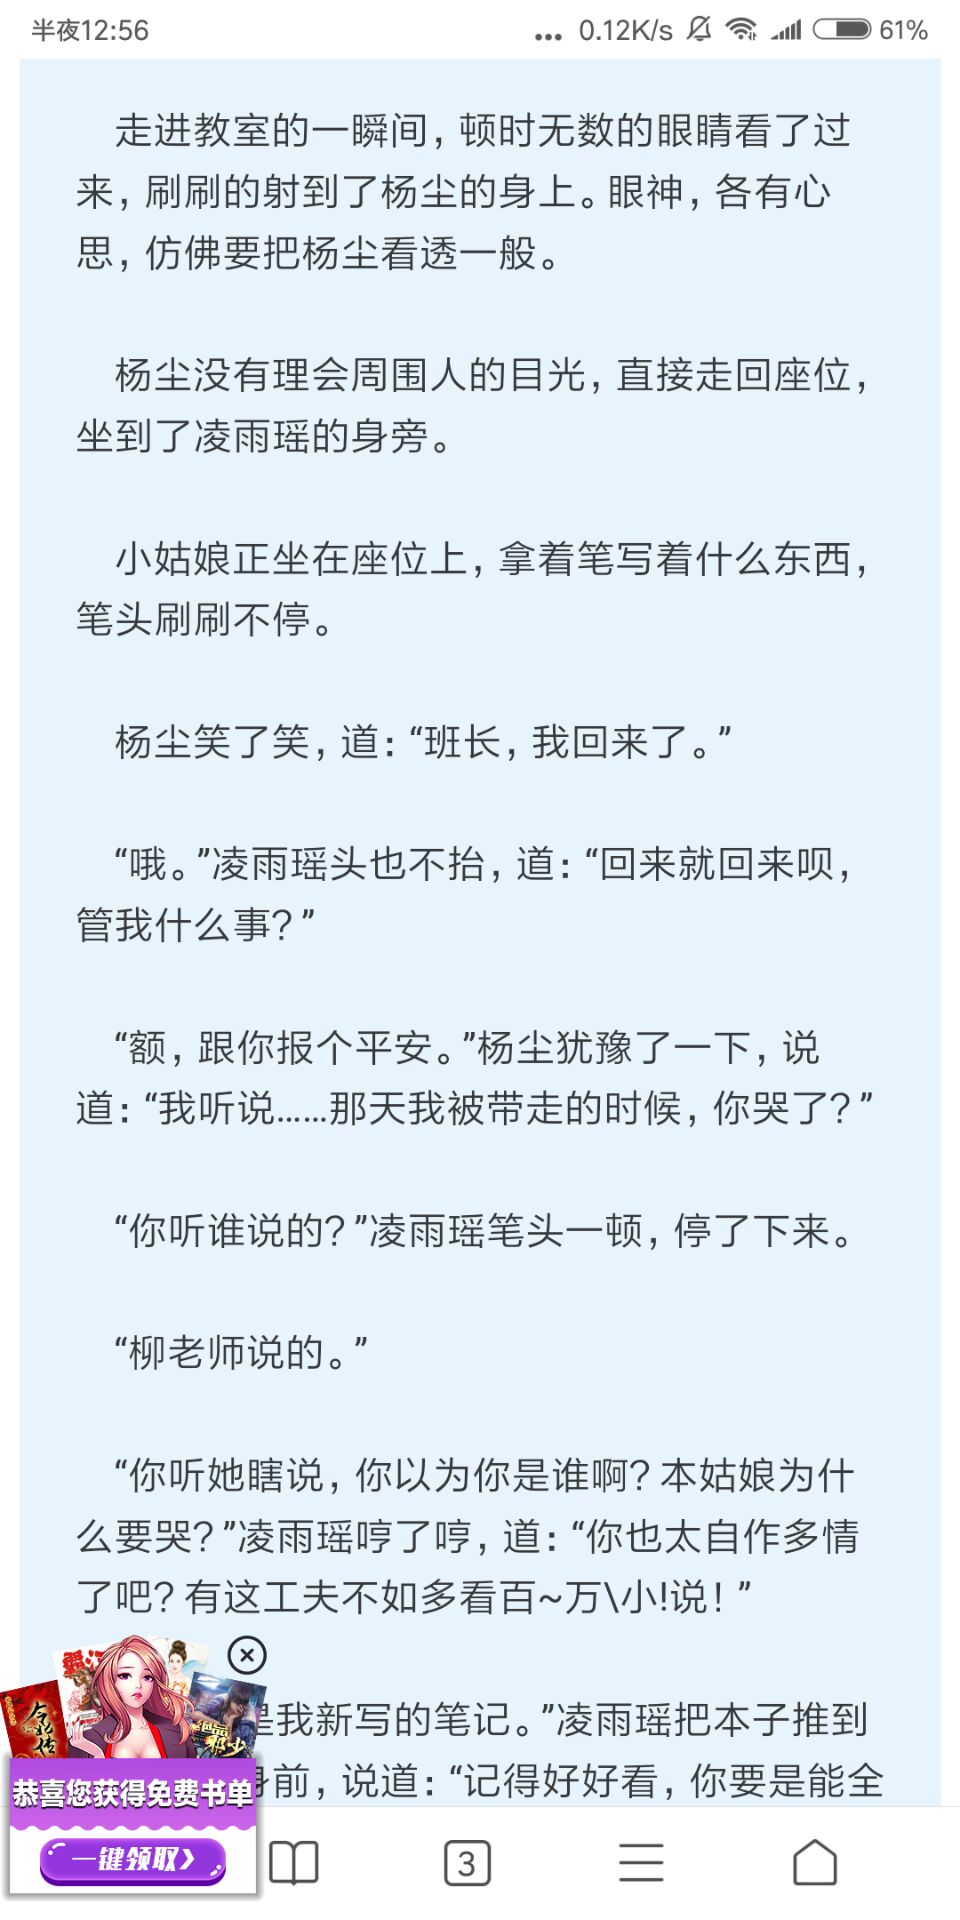 半夜12:56
... 0.12K/s
61%
走进教室的一瞬间，顿时无数的眼睛看了过
来，刷刷的射到了杨尘的身上。眼神，各有心
思，仿佛要把杨尘看透一般。
杨尘没有理会周围人的目光，直接走回座位，
坐到了凌雨瑶的身旁。
小姑娘正坐在座位上，拿着笔写着什么东西，
笔头刷刷不停。
杨尘笑了笑，道：“班长，我回来了。”
“哦。”凌雨瑶头也不抬，道：“回来就回来呗，
管我什么事？”
“额，跟你报个平安。”杨尘犹豫了一下，说
道：“我听说……那天我被带走的时候，你哭了？”
“你听谁说的？”凌雨瑶笔头一顿，停了下来。
“柳老师说的。”
“你听她瞎说，你以为你是谁啊？本姑娘为什
么要哭？”凌雨瑶哼了哼，道：“你也太自作多情
了吧？有这工夫不如多看百~万\小!说！”
是我新写的笔记。”凌雨瑶把本子推到
身前，说道：“记得好好看，你要是能全
恭喜您获得免费书单
一键领取》
3